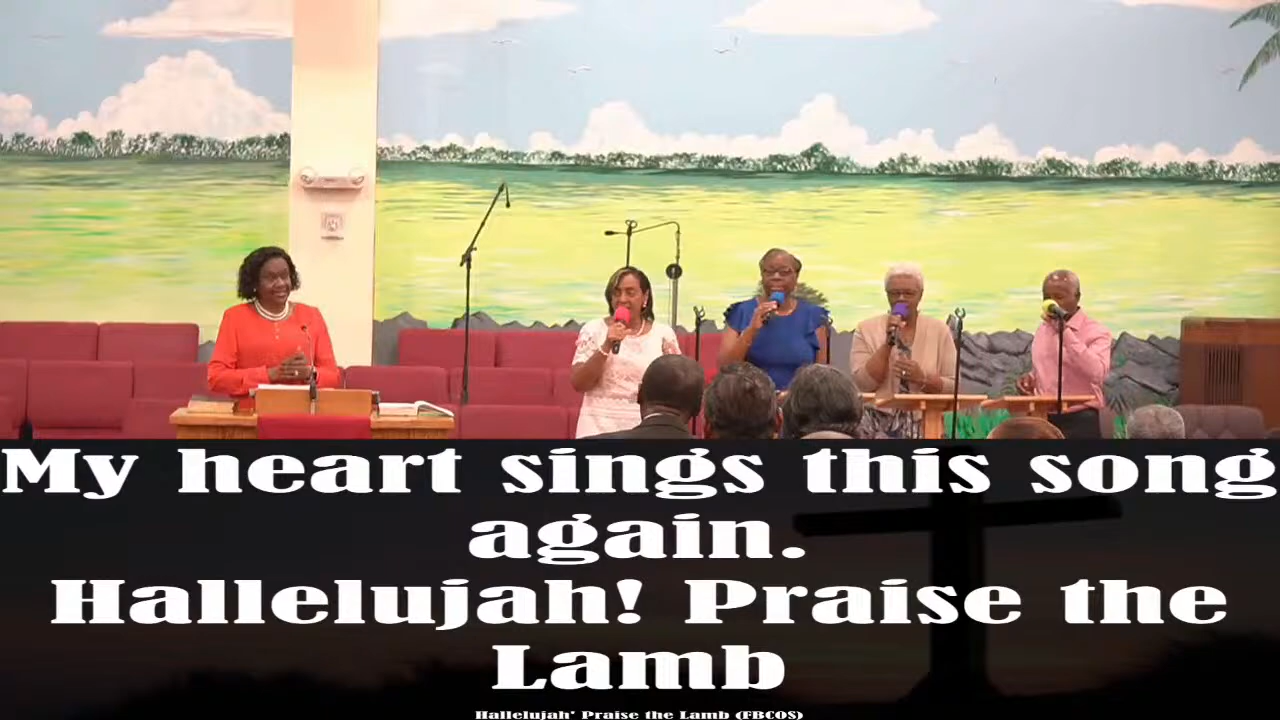 My heart sings this song
again.
Hallelujah! Praise the
Lamb
Hallelujah' Praise the Lamb (FBCOS)